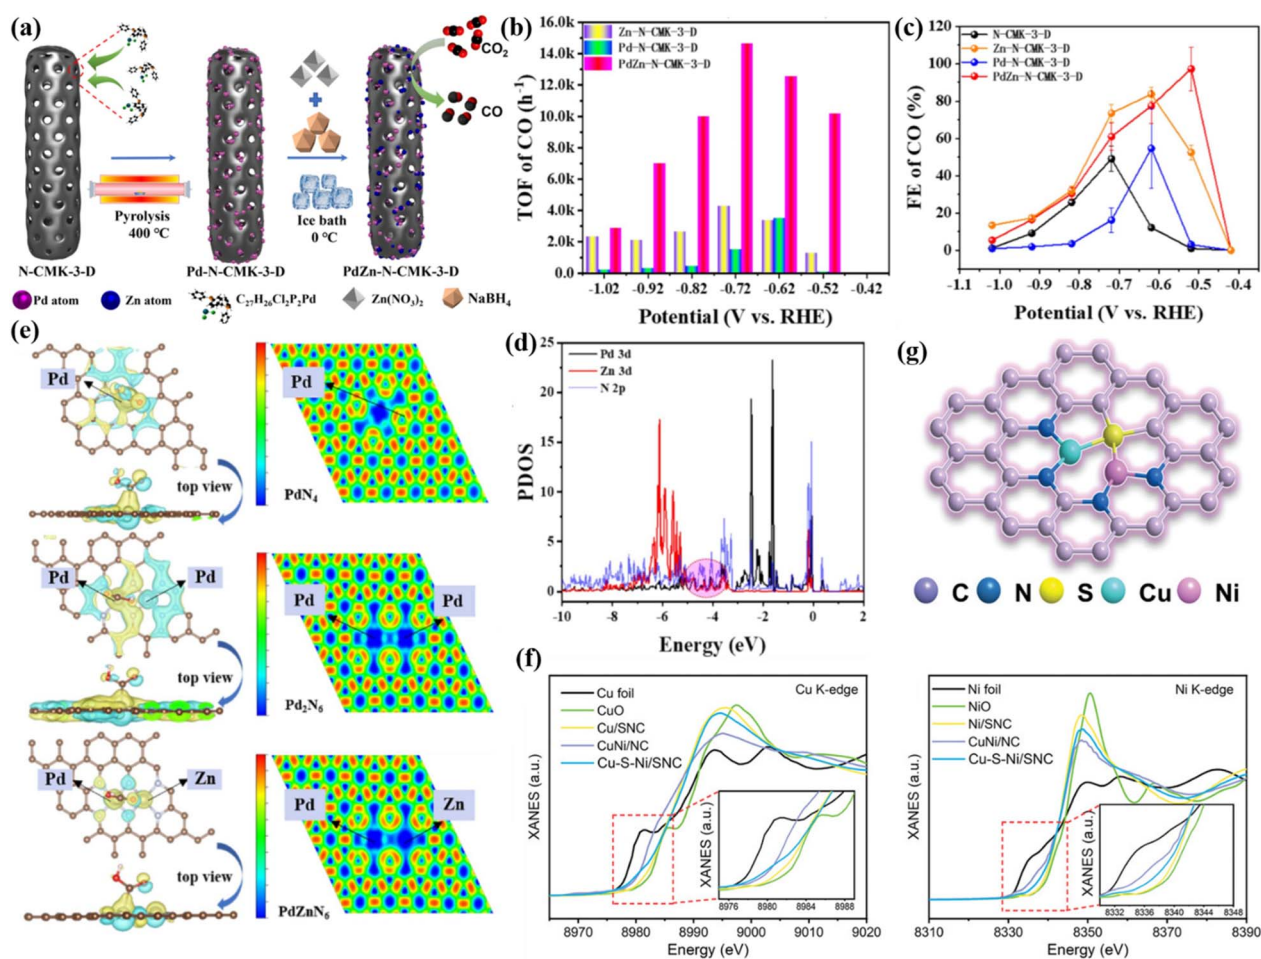 (a)
CO2
CO
Pyrolysis
400 ℃
Ice bath
0 ℃
N-CMK-3-D
Pd-N-CMK-3-D
PdZn-N-CMK-3-D
Pd atom
Zn atom
C27H26Cl2P2Pd
Zn(NO3)2
NaBH4
(b)
Zn-N-CMK-3-D
Pd-N-CMK-3-D
PdZn-N-CMK-3-D
TOF of CO (h-1)
16.0k
14.0k
12.0k
10.0k
8.0k
6.0k
4.0k
2.0k
0.0
-1.02 -0.92 -0.82 -0.72 -0.62 -0.52 -0.42
Potential (V vs. RHE)
(c)
N-CMK-3-D
Zn-N-CMK-3-D
Pd-N-CMK-3-D
PdZn-N-CMK-3-D
FE of CO (%)
120
100
80
60
40
20
0
-1.1 -1.0 -0.9 -0.8 -0.7 -0.6 -0.5 -0.4
Potential (V vs. RHE)
(e)
Pd
top view
Pd
PdN4
Pd
Pd
top view
Pd
Pd
Pd2N6
Pd
Zn
top view
Pd
Zn
PdZnN6
(d)
Pd 3d
Zn 3d
N 2p
PDOS
25
20
15
10
5
0
-10 -8 -6 -4 -2 0 2
Energy (eV)
(g)
C N S Cu Ni
(f)
Cu foil
CuO
Cu/SNC
CuNi/NC
Cu-S-Ni/SNC
Cu K-edge
XANES (a.u.)
XANES (a.u.)
8976 8980 8984 8988
8970 8980 8990 9000 9010 9020
Energy (eV)
Ni foil
NiO
Ni/SNC
CuNi/NC
Cu-S-Ni/SNC
Ni K-edge
XANES (a.u.)
XANES (a.u.)
8332 8336 8340 8344 8348
8310 8330 8350 8370 8390
Energy (eV)